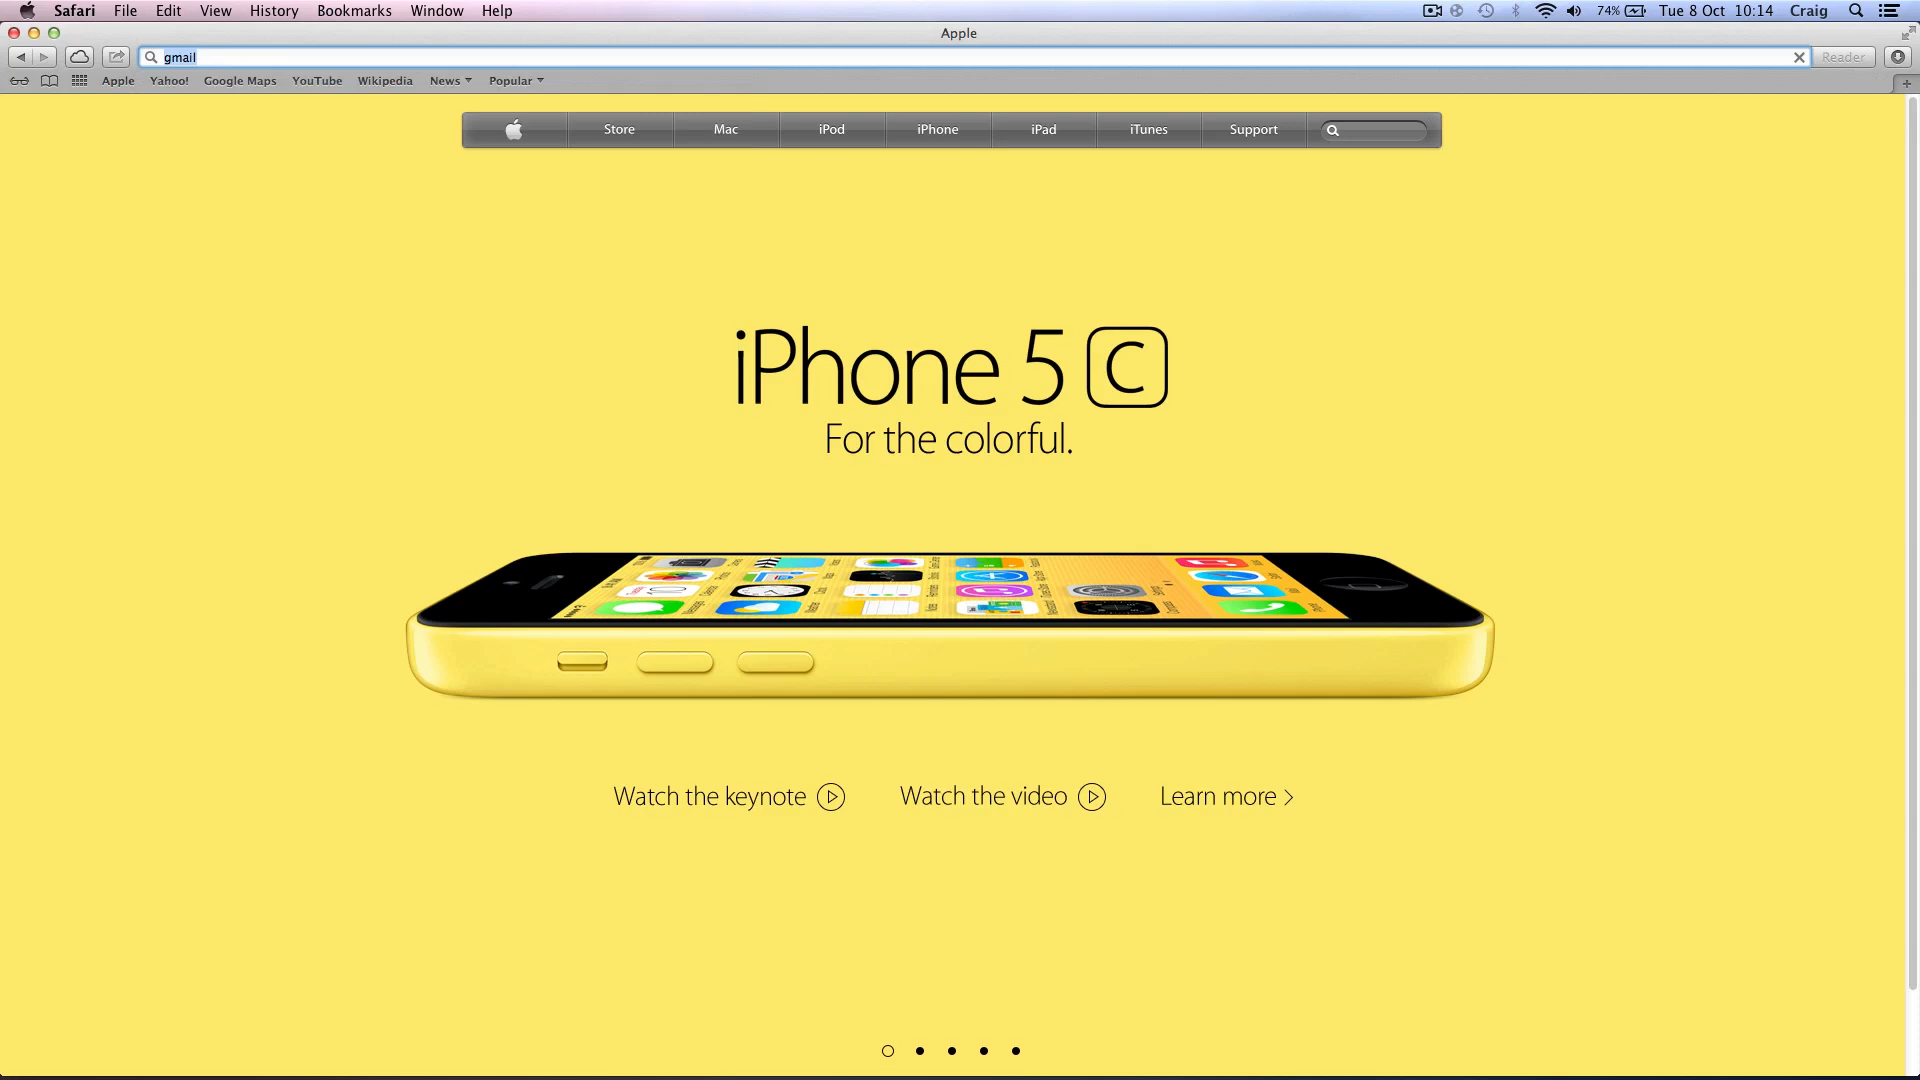 Safari File Edit View History Bookmarks Window Help 74% Tue 8 Oct 10:14 Craig
Apple
gmail Reader
Apple Yahoo! Google Maps YouTube Wikipedia News Popular
Store Mac iPod iPhone iPad iTunes Support
iPhone 5 C
For the colorful.
Watch the keynote Watch the video Learn more